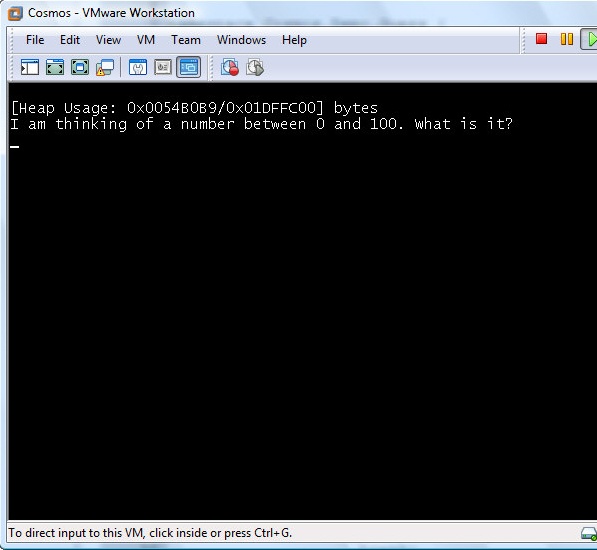 Cosmos - VMware Workstation
File Edit View VM Team Windows Help
[Heap Usage: 0x0054B0B9/0x01DFFC00] bytes
I am thinking of a number between 0 and 100. What is it?
To direct input to this VM, click inside or press Ctrl+G.